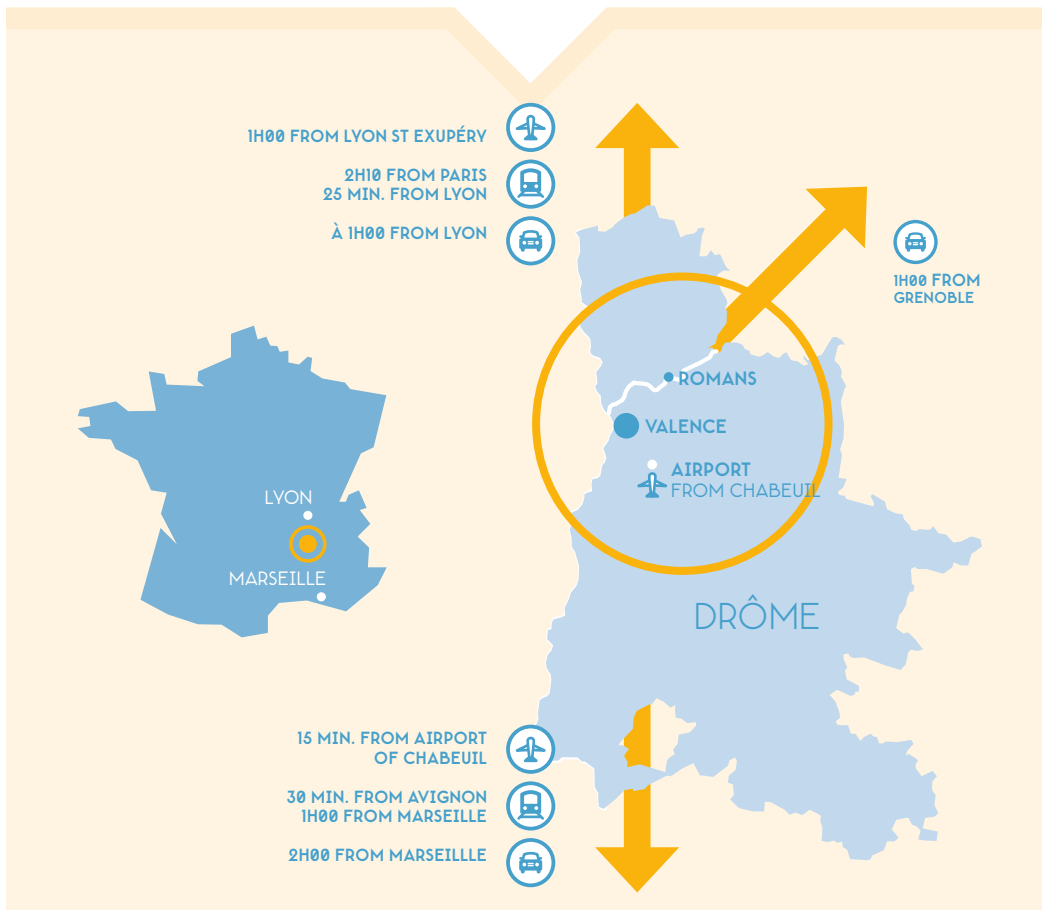 1H00 FROM LYON ST EXUPÉRY
2H10 FROM PARIS
25 MIN. FROM LYON
À 1H00 FROM LYON
1H00 FROM
GRENOBLE
ROMANS
VALENCE
AIRPORT
FROM CHABEUIL
LYON
MARSEILLE
DRÔME
15 MIN. FROM AIRPORT
OF CHABEUIL
30 MIN. FROM AVIGNON
1H00 FROM MARSEILLE
2H00 FROM MARSEILLLE